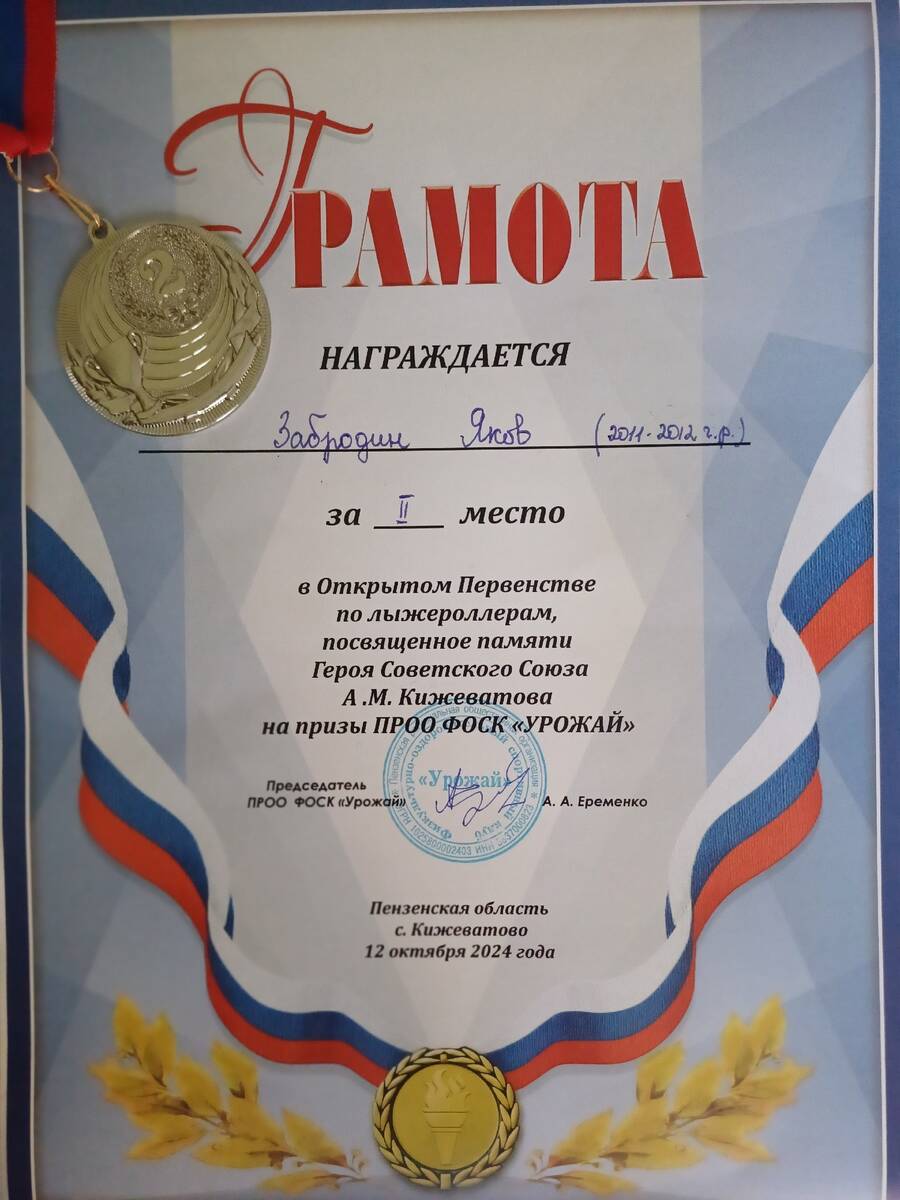 ГРАМОТА
2
НАГРАЖДАЕТСЯ
Забродин Яков (2011-2012 г.р.)
за II место
в Открытом Первенстве
по лыжероллерам,
посвященное памяти
Героя Советского Союза
А .М. Кижеватова
на призы ПРОО ФОСК «УРОЖАЙ»
Председатель
ПРОО ФОСК «Урожай»
«Урожай»
А. А. Еременко
Пензенская область
с. Кижеватово
12 октября 2024 года